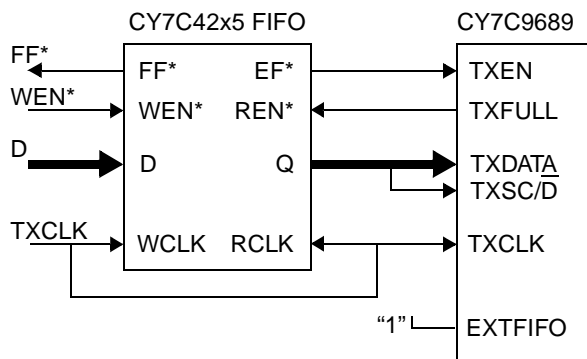 CY7C42x5 FIFO
CY7C9689
FF*
FF*
EF*
TXEN
WEN*
WEN*
REN*
TXFULL
D
D
Q
TXDATA
TXSC/D̅
TXCLK
WCLK
RCLK
TXCLK
“1”
EXTFIFO